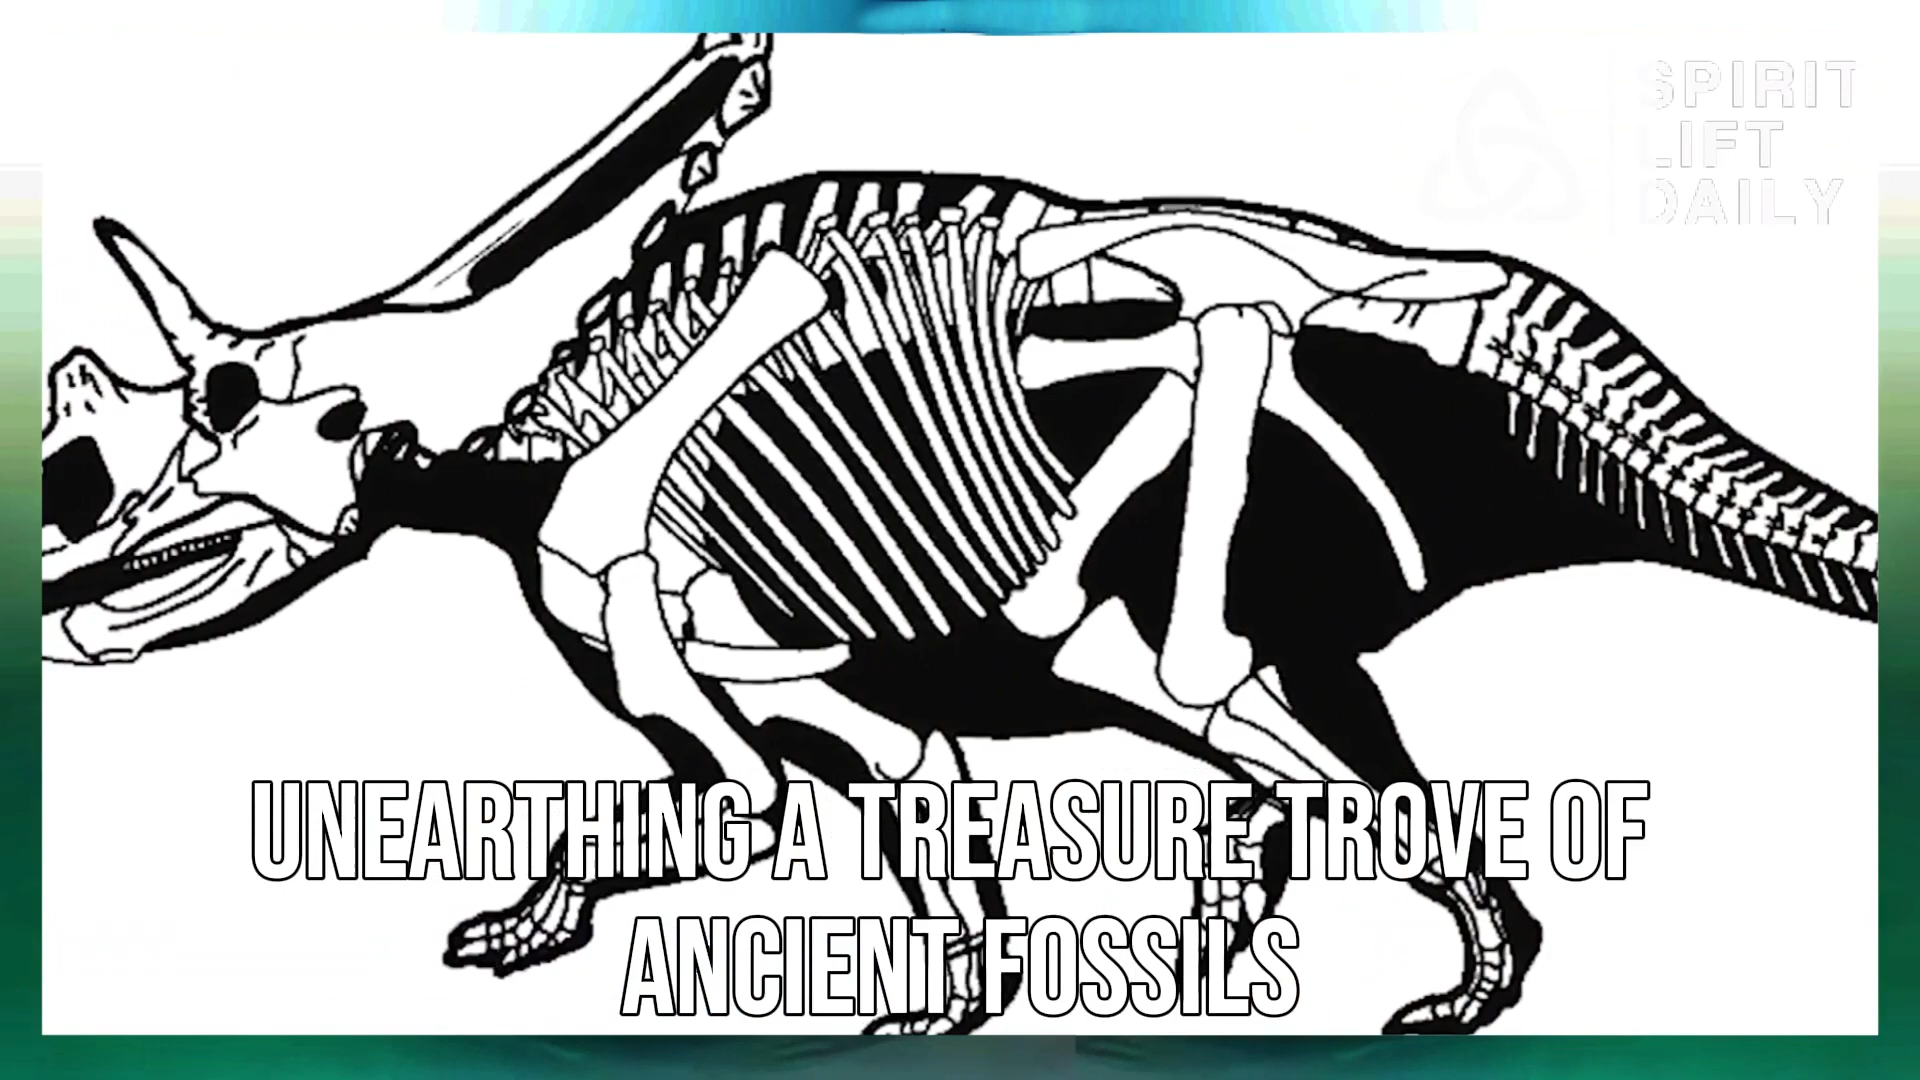 SPIRIT
LIFT
DAILY
UNEARTHING A TREASURE TROVE OF
ANCIENT FOSSILS